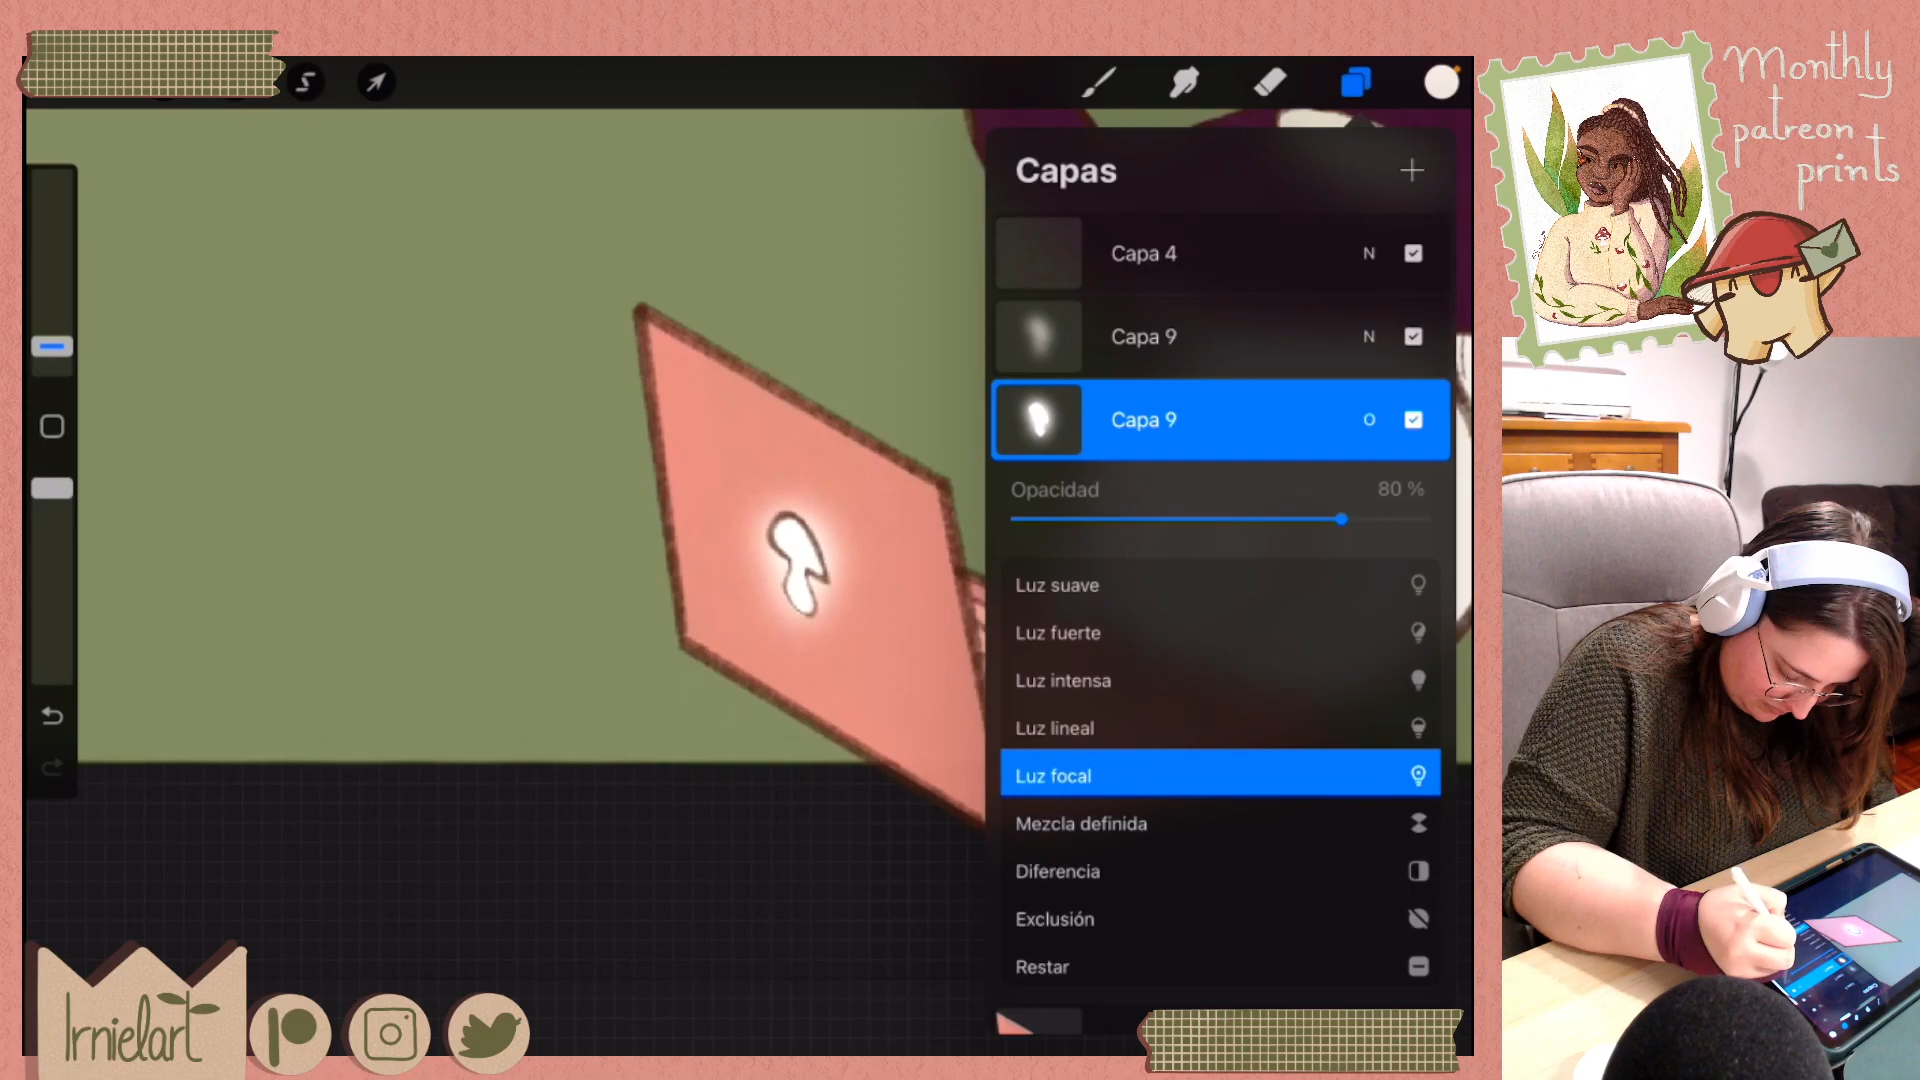 Monthly
patreon
prints
Capas
Capa 4 N
Capa 9 N
Capa 9 O
Opacidad 80 %
Luz suave
Luz fuerte
Luz intensa
Luz lineal
Luz focal
Mezcla definida
Diferencia
Exclusión
Restar
Irnielart